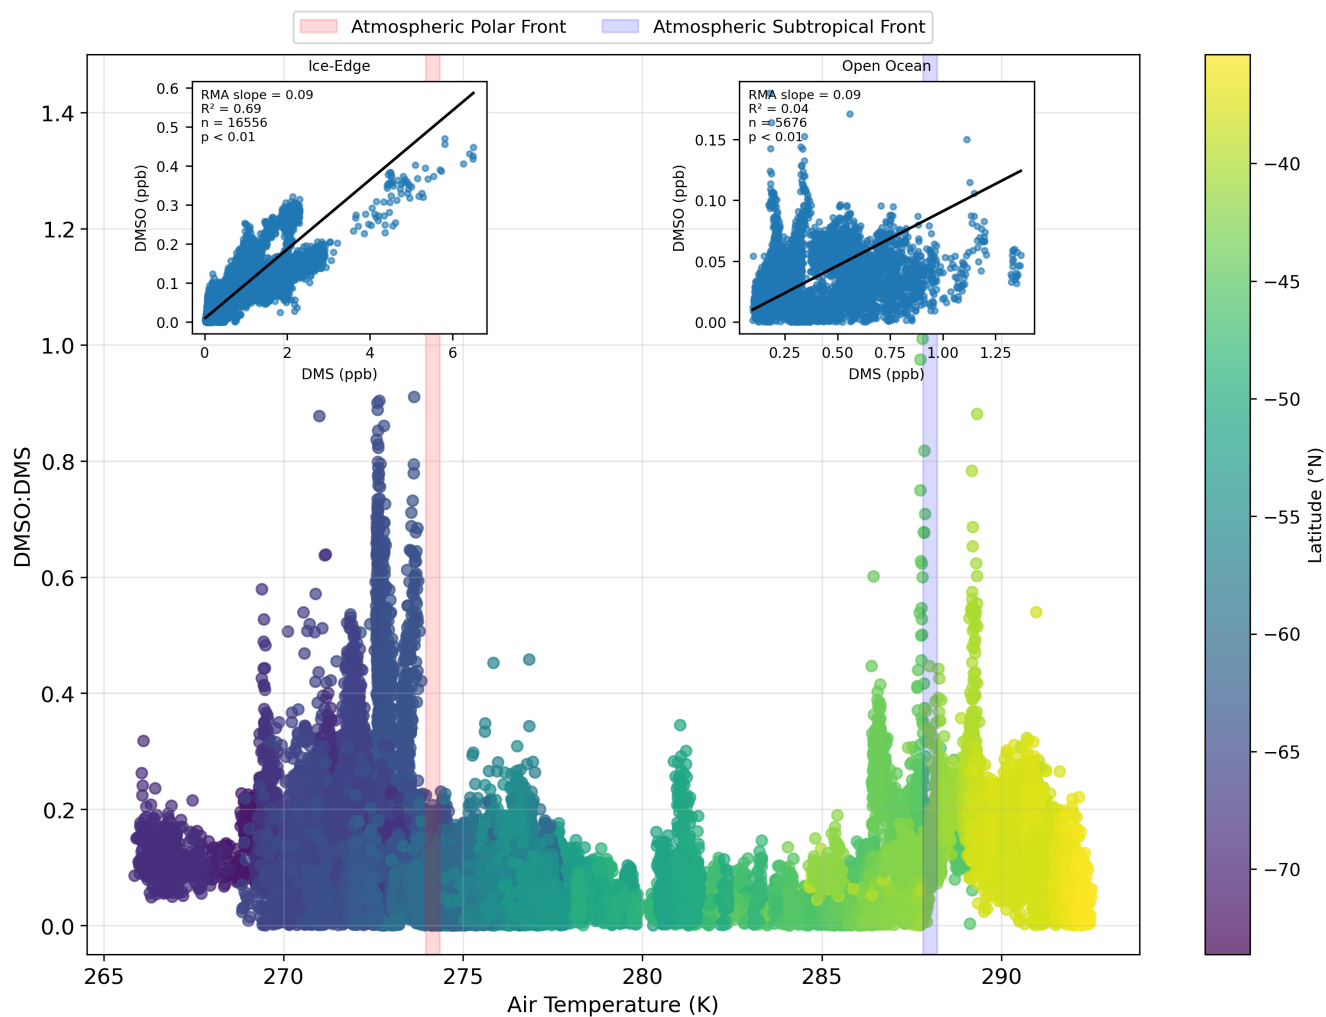 Atmospheric Polar Front
Atmospheric Subtropical Front
Ice-Edge
RMA slope = 0.09
R² = 0.69
n = 16556
p < 0.01
DMSO (ppb)
0.6
0.5
0.4
0.3
0.2
0.1
0.0
0
2
4
6
DMS (ppb)
Open Ocean
RMA slope = 0.09
R² = 0.04
n = 5676
p < 0.01
DMSO (ppb)
0.15
0.10
0.05
0.00
0.25
0.50
0.75
1.00
1.25
DMS (ppb)
DMSO:DMS
1.4
1.2
1.0
0.8
0.6
0.4
0.2
0.0
265
270
275
280
285
290
Air Temperature (K)
−40
−45
−50
−55
−60
−65
−70
Latitude (°N)